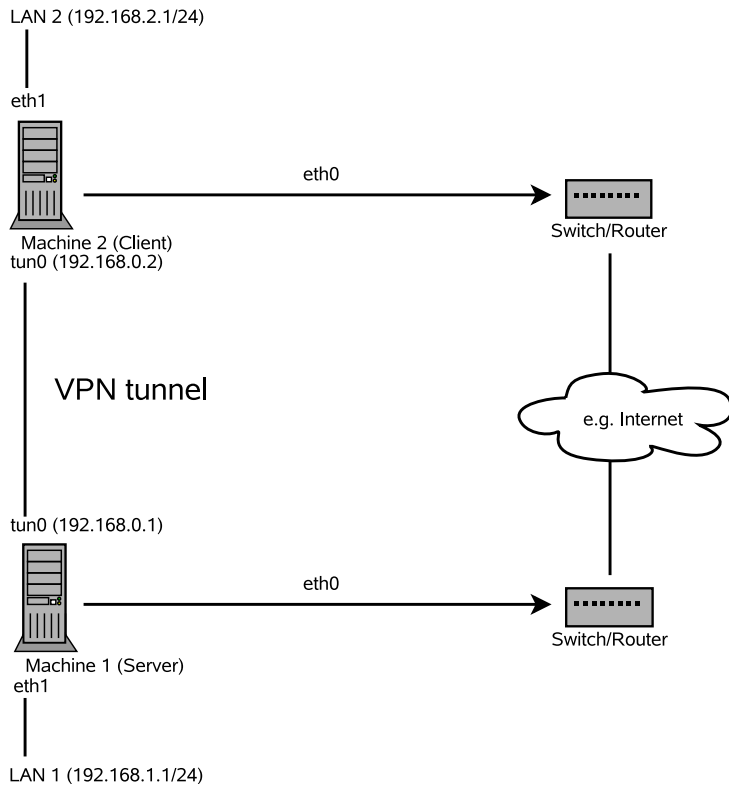 LAN 2 (192.168.2.1/24)
eth1
eth0
Machine 2 (Client)
tun0 (192.168.0.2)
Switch/Router
VPN tunnel
e.g. Internet
tun0 (192.168.0.1)
eth0
Machine 1 (Server)
eth1
Switch/Router
LAN 1 (192.168.1.1/24)